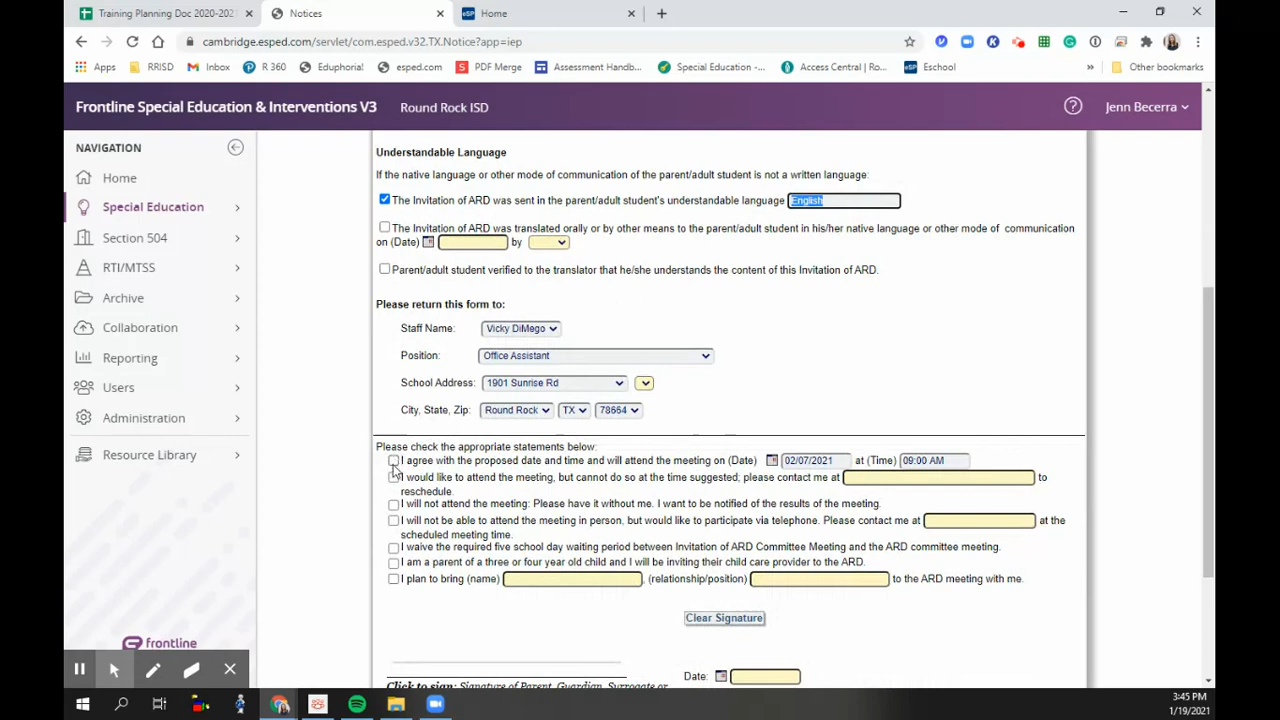 Training Planning Doc 2020-202
Notices
Home
cambridge.esped.com/servlet/com.esped.v32.TX.Notice?app=iep
Apps
RRISD
Inbox
R 360
Eduphoria!
esped.com
PDF Merge
Assessment Handb...
Special Education -...
Access Central | Ro...
Eschool
Other bookmarks
Frontline Special Education & Interventions V3
Round Rock ISD
Jenn Becerra
NAVIGATION
Home
Special Education
Section 504
RTI/MTSS
Archive
Collaboration
Reporting
Users
Administration
Resource Library
frontline
Understandable Language
If the native language or other mode of communication of the parent/adult student is not a written language:
The Invitation of ARD was sent in the parent/adult student's understandable language English
The Invitation of ARD was translated orally or by other means to the parent/adult student in his/her native language or other mode of communication
on (Date) by
Parent/adult student verified to the translator that he/she understands the content of this Invitation of ARD.
Please return this form to:
Staff Name: Vicky DiMego
Position: Office Assistant
School Address: 1901 Sunrise Rd
City, State, Zip: Round Rock TX 78664
Please check the appropriate statements below:
I agree with the proposed date and time and will attend the meeting on (Date) 02/07/2021 at (Time) 09:00 AM
I would like to attend the meeting, but cannot do so at the time suggested; please contact me at to
reschedule.
I will not attend the meeting: Please have it without me. I want to be notified of the results of the meeting.
I will not be able to attend the meeting in person, but would like to participate via telephone. Please contact me at at the
scheduled meeting time.
I waive the required five school day waiting period between Invitation of ARD Committee Meeting and the ARD committee meeting.
I am a parent of a three or four year old child and I will be inviting their child care provider to the ARD.
I plan to bring (name) , (relationship/position) to the ARD meeting with me.
Clear Signature
Date:
Click to sign: Signature of Parent, Guardian, Surrogate or
3:45 PM
1/19/2021